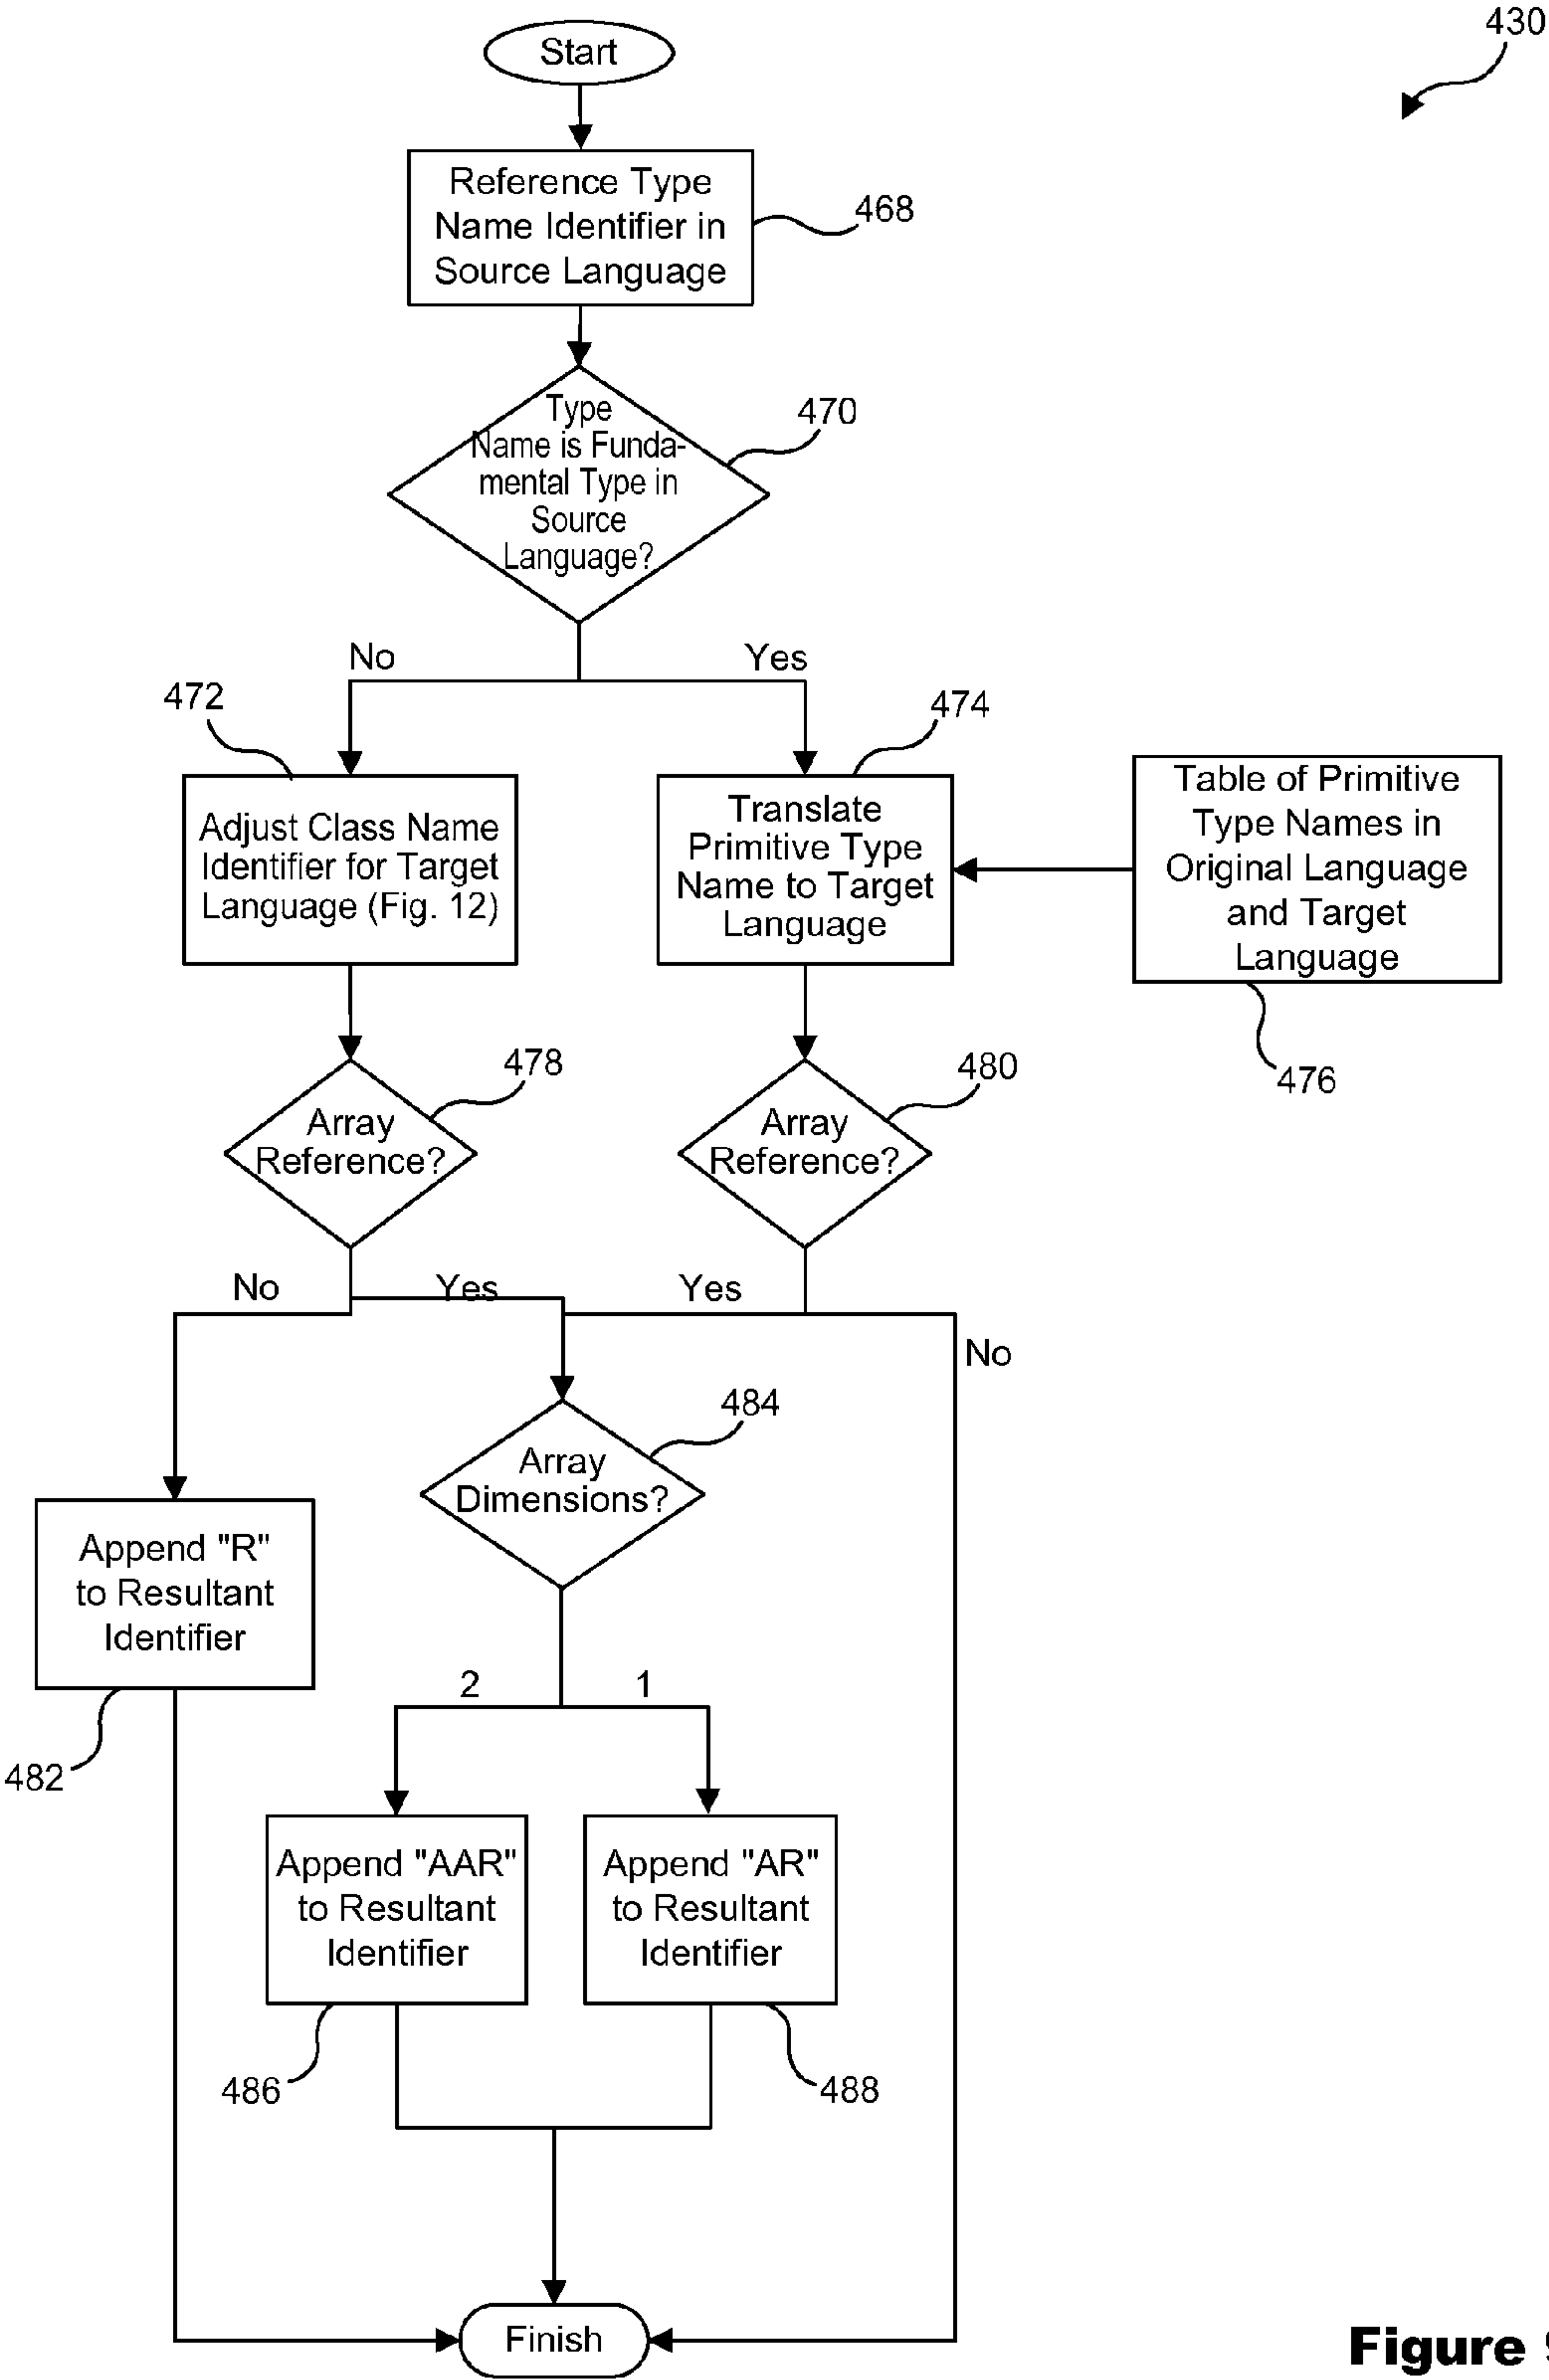 Start
430
Reference Type
Name Identifier in
Source Language
468
Type
Name is Funda-
mental Type in
Source
Language?
470
No
Yes
472
474
Adjust Class Name
Identifier for Target
Language (Fig. 12)
Translate
Primitive Type
Name to Target
Language
Table of Primitive
Type Names in
Original Language
and Target
Language
476
Array
Reference?
478
Array
Reference?
480
No
Yes
Yes
No
Array
Dimensions?
484
Append "R"
to Resultant
Identifier
482
2
1
Append "AAR"
to Resultant
Identifier
486
Append "AR"
to Resultant
Identifier
488
Finish
Figure